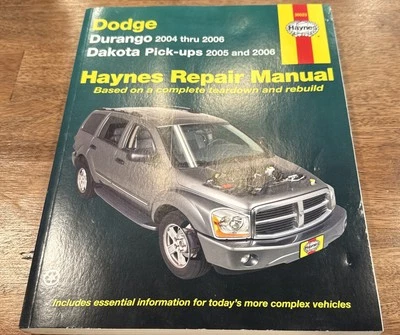 Dodge
Durango 2004 thru 2006
Dakota Pick-ups 2005 and 2006
Haynes
Haynes Repair Manual
Based on a complete teardown and rebuild
Haynes
Includes essential information for today's more complex vehicles